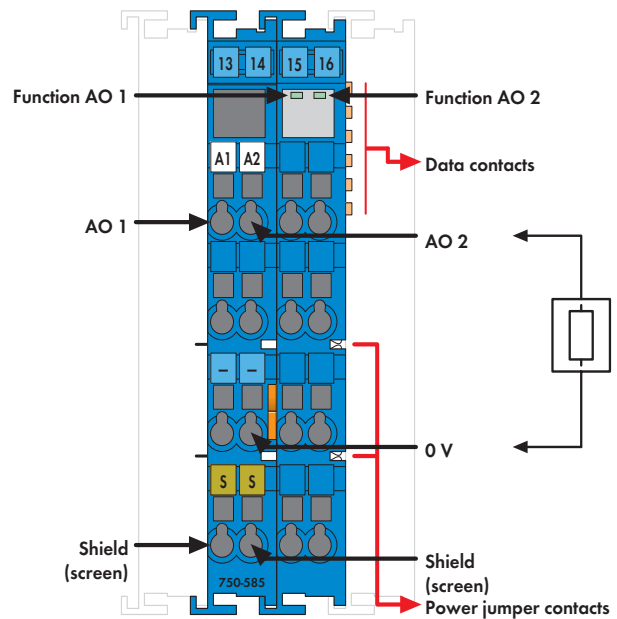 13 14 15 16
Function AO 1
Function AO 2
A1 A2
Data contacts
AO 1
AO 2
– –
0 V
S S
Shield
(screen)
Shield
(screen)
750-585
Power jumper contacts